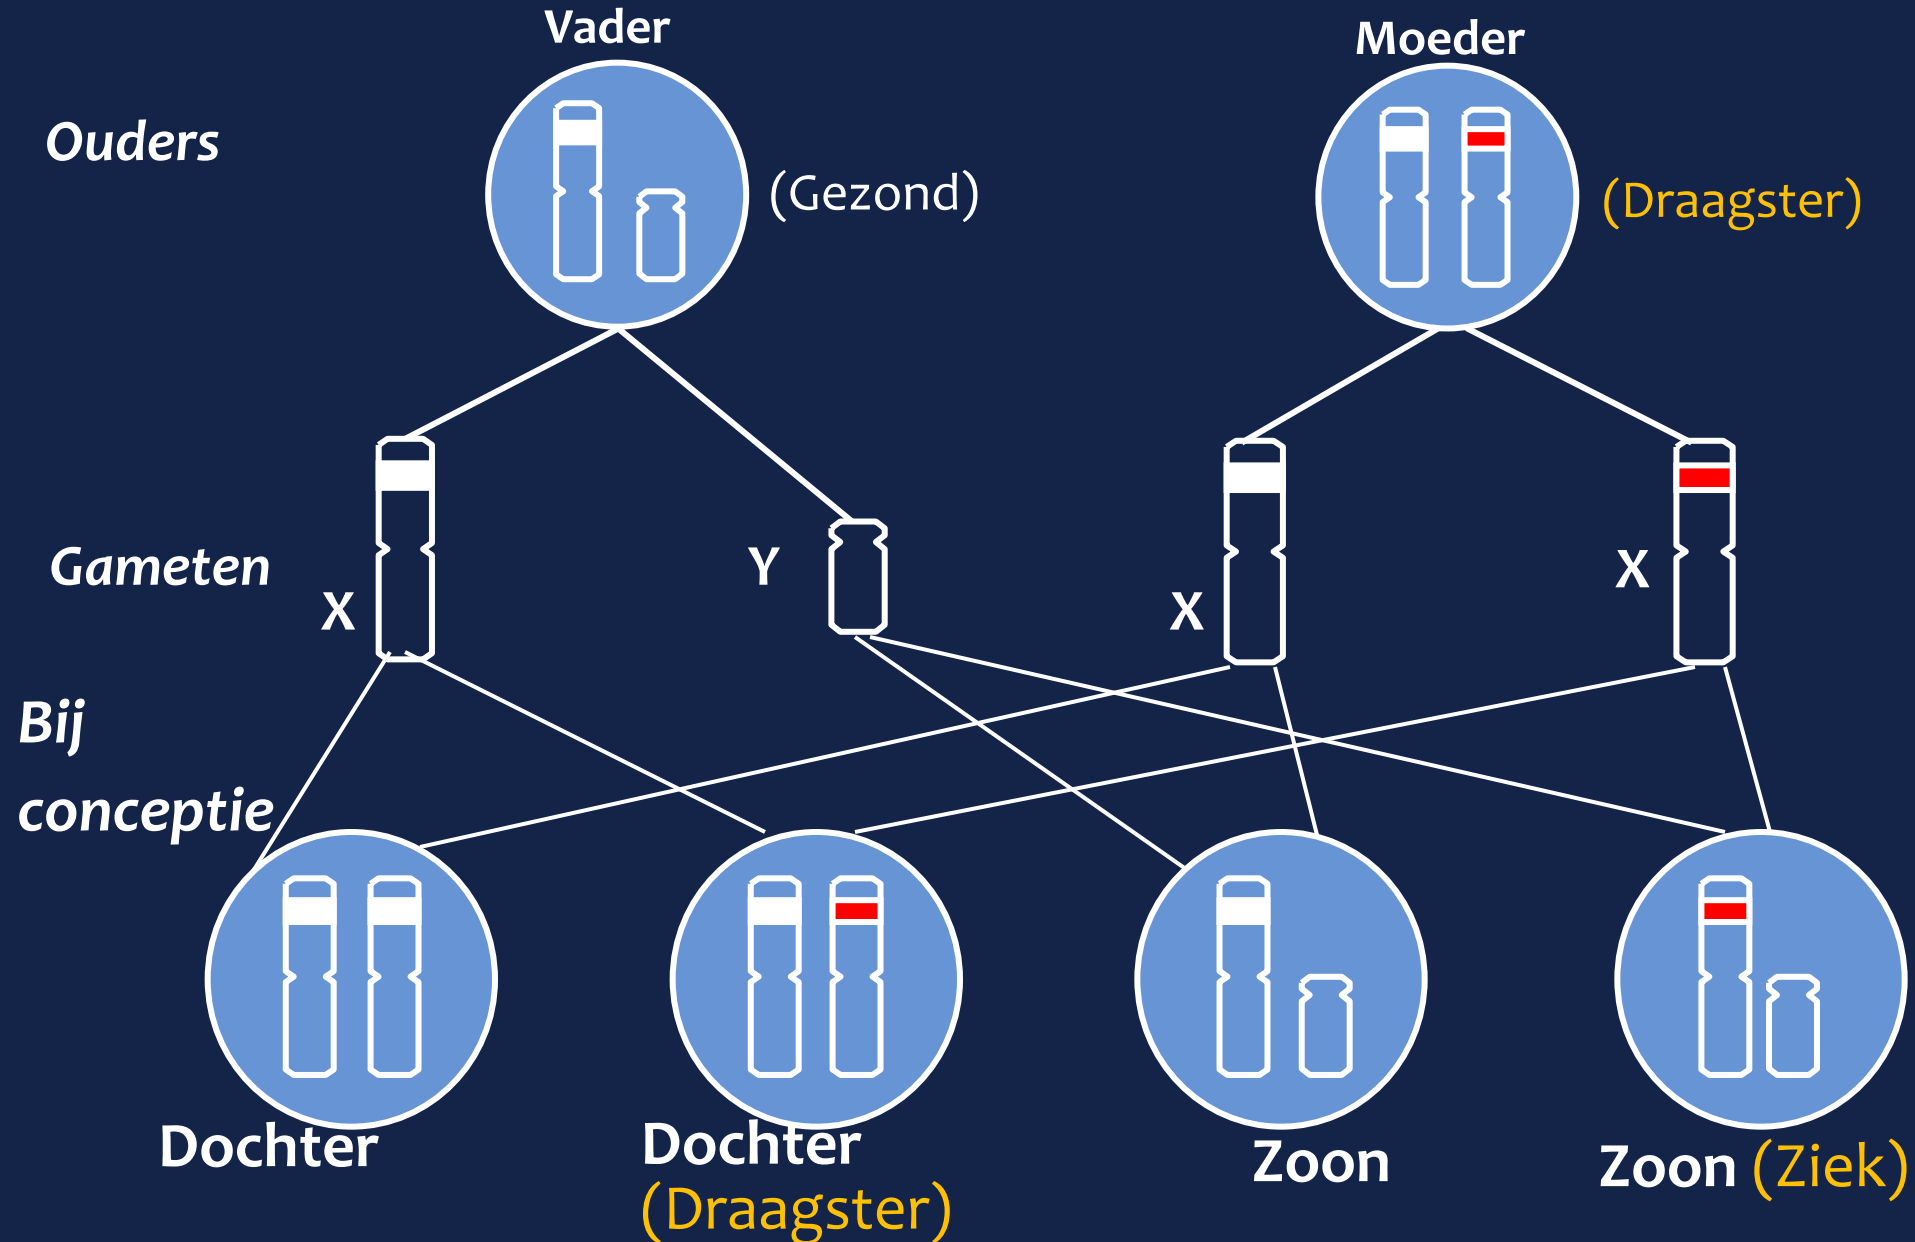 Vader
Moeder
Ouders
(Gezond)
(Draagster)
Gameten
X
Y
X
X
Bij
conceptie
Dochter
Dochter
(Draagster)
Zoon
Zoon (Ziek)